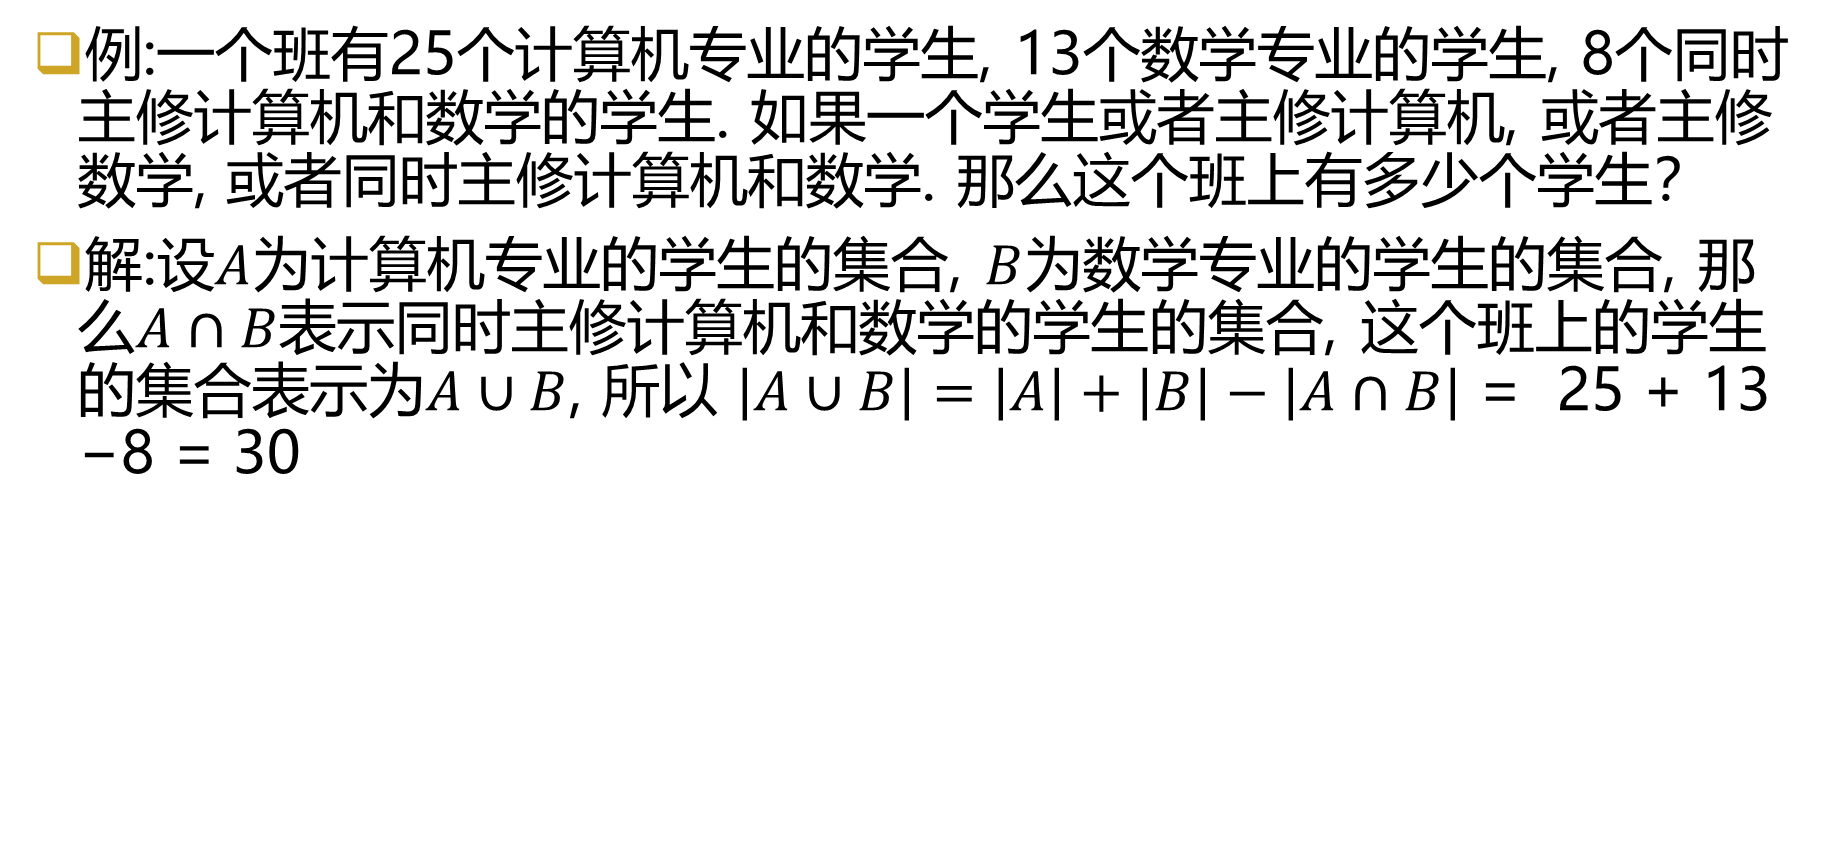 例:一个班有25个计算机专业的学生, 13个数学专业的学生, 8个同时
主修计算机和数学的学生. 如果一个学生或者主修计算机, 或者主修
数学, 或者同时主修计算机和数学. 那么这个班上有多少个学生?
解:设A为计算机专业的学生的集合, B为数学专业的学生的集合, 那
么A ∩ B表示同时主修计算机和数学的学生的集合, 这个班上的学生
的集合表示为A ∪ B, 所以 |A ∪ B| = |A| + |B| − |A ∩ B| = 25 + 13
−8 = 30